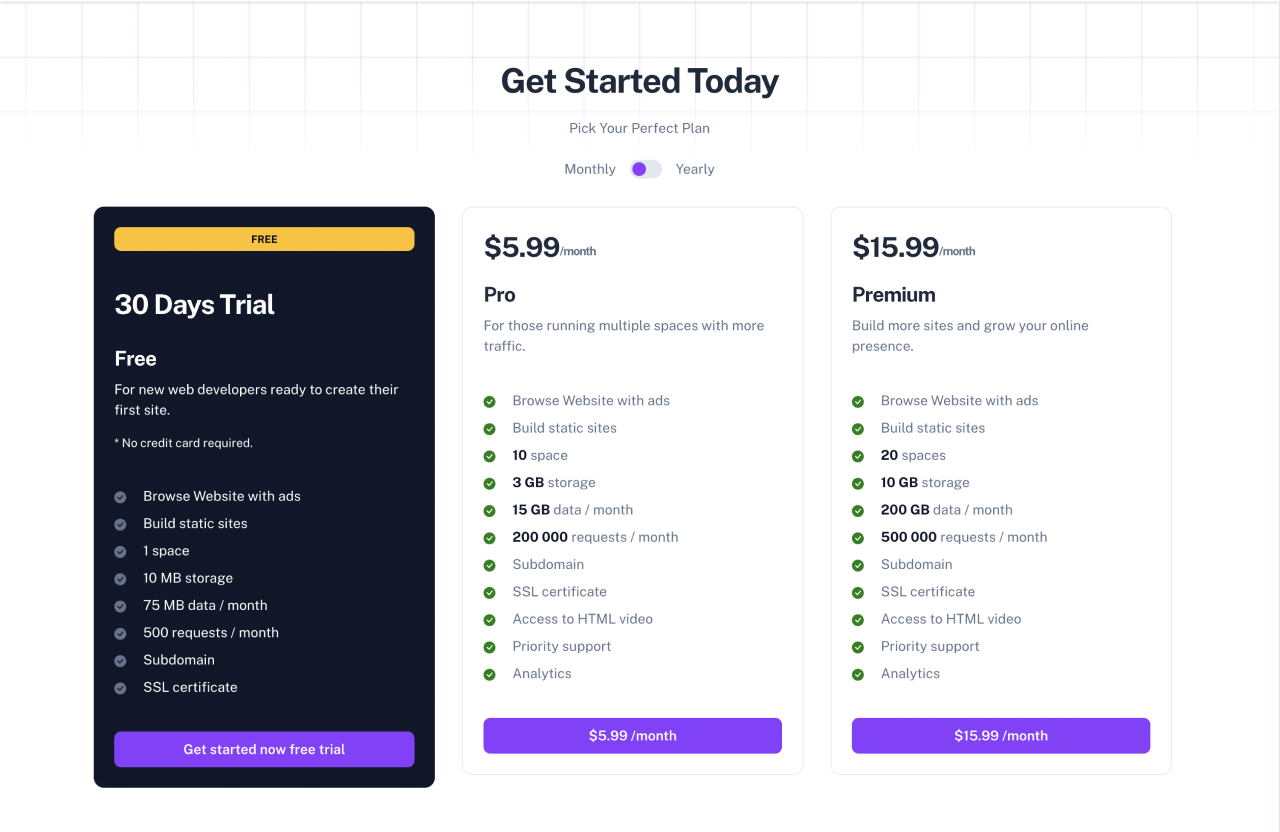 Get Started Today
Pick Your Perfect Plan
Monthly Yearly
FREE
30 Days Trial
Free
For new web developers ready to create their
first site.
* No credit card required.
Browse Website with ads
Build static sites
1 space
10 MB storage
75 MB data / month
500 requests / month
Subdomain
SSL certificate
Get started now free trial
$5.99/month
Pro
For those running multiple spaces with more
traffic.
Browse Website with ads
Build static sites
10 space
3 GB storage
15 GB data / month
200 000 requests / month
Subdomain
SSL certificate
Access to HTML video
Priority support
Analytics
$5.99 /month
$15.99/month
Premium
Build more sites and grow your online
presence.
Browse Website with ads
Build static sites
20 spaces
10 GB storage
200 GB data / month
500 000 requests / month
Subdomain
SSL certificate
Access to HTML video
Priority support
Analytics
$15.99 /month